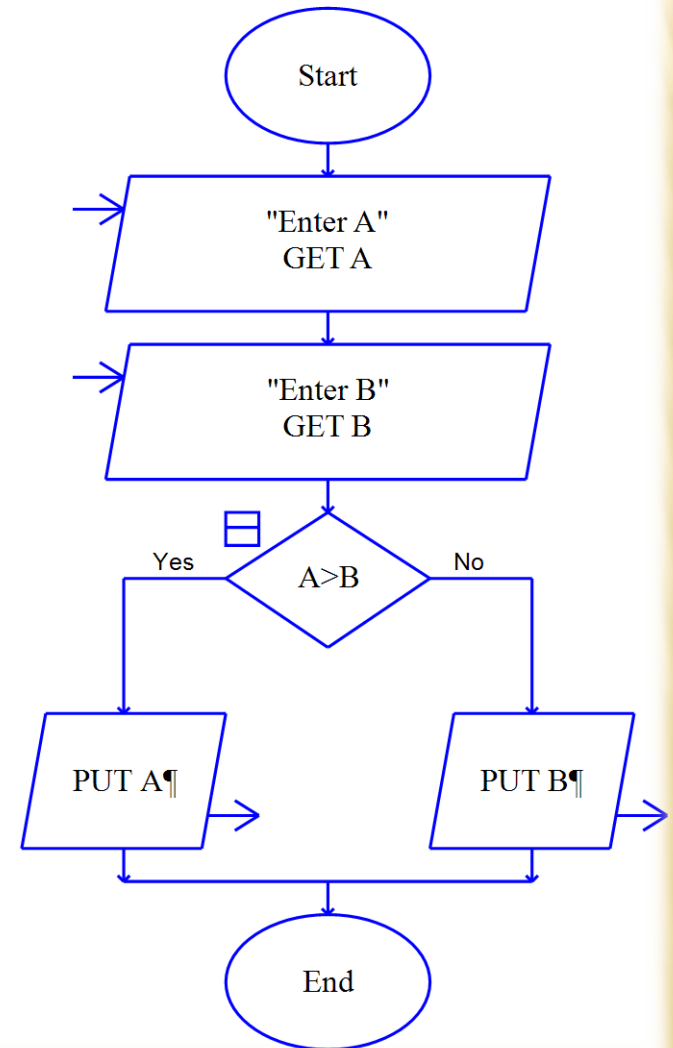 Start
"Enter A"
GET A
"Enter B"
GET B
Yes
A>B
No
PUT A¶
PUT B¶
End